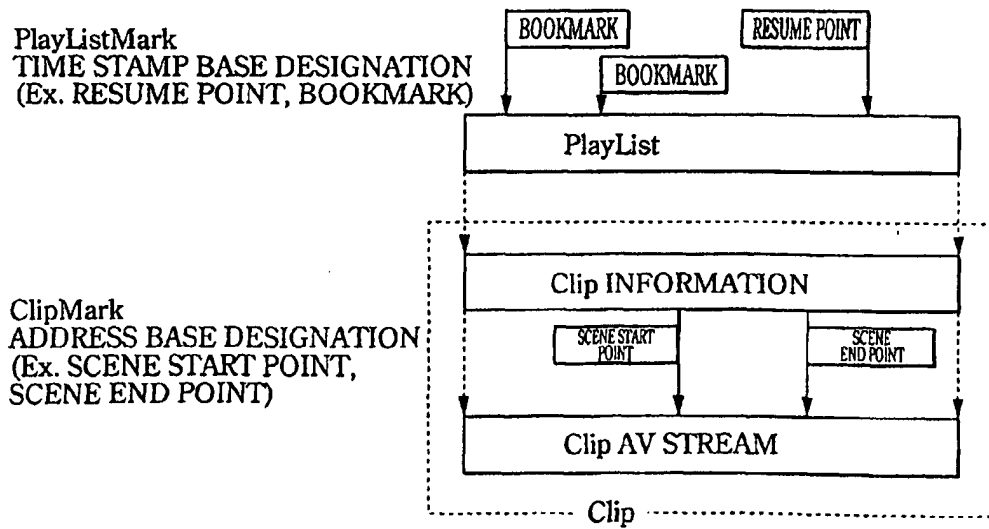 PlayListMark
TIME STAMP BASE DESIGNATION
(Ex. RESUME POINT, BOOKMARK)
BOOKMARK
BOOKMARK
RESUME POINT
PlayList
Clip INFORMATION
ClipMark
ADDRESS BASE DESIGNATION
(Ex. SCENE START POINT,
SCENE END POINT)
SCENE START
POINT
SCENE
END POINT
Clip AV STREAM
Clip